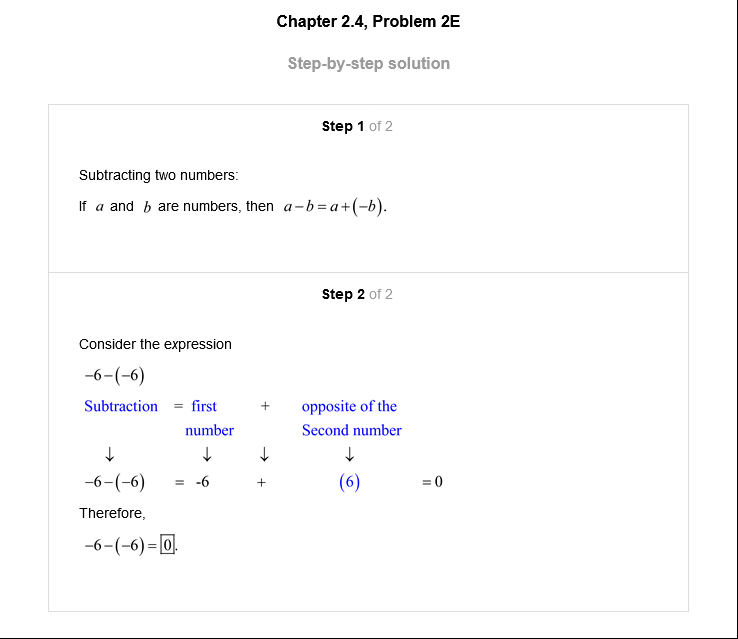 Chapter 2.4, Problem 2E
Step-by-step solution
Step 1 of 2
Subtracting two numbers:
If a and b are numbers, then a−b=a+(−b).
Step 2 of 2
Consider the expression
−6−(−6)
Subtraction = first + opposite of the
number Second number
↓ ↓ ↓ ↓
−6−(−6) = -6 + (6) =0
Therefore,
−6−(−6)=0.